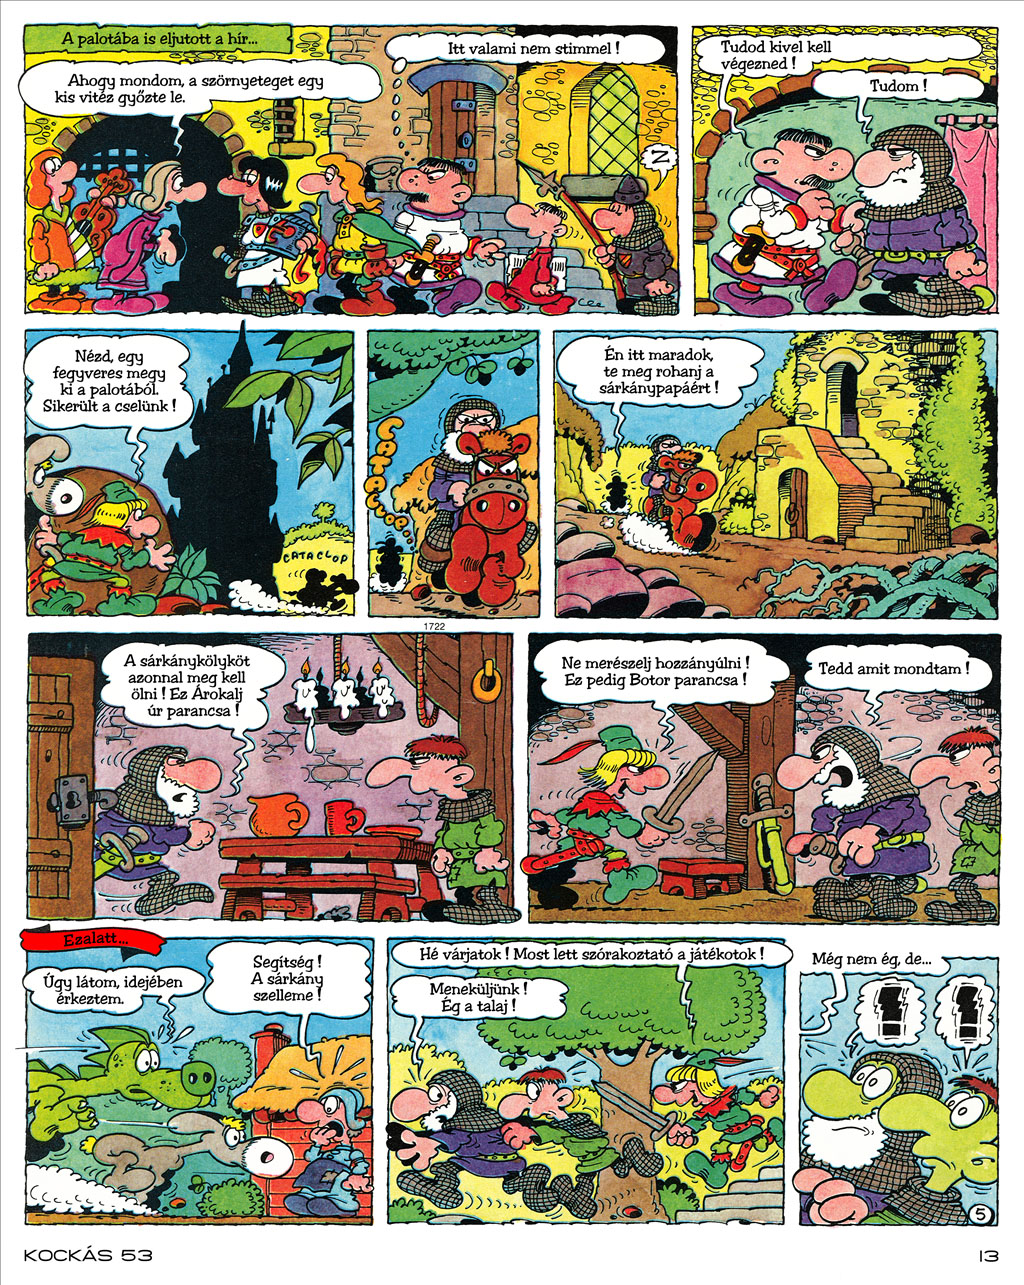 A palotába is eljutott a hír...
Ahogy mondom, a szörnyeteget egy
kis vitéz győzte le.
Itt valami nem stimmel !
Z
Tudod kivel kell
végezned !
Tudom !
Nézd, egy
fegyveres megy
ki a palotából.
Sikerült a cselünk !
CATACLOP
CATACLOP
Én itt maradok,
te meg rohanj a
sárkánypapáért !
1722
A sárkánykölyköt
azonnal meg kell
ölni ! Ez Árokalj
úr parancsa !
Ne merészelj hozzányúlni !
Ez pedig Botor parancsa !
Tedd amit mondtam !
Ezalatt...
Úgy látom, idejében
érkeztem.
Segítség !
A sárkány
szelleme !
Hé várjatok ! Most lett szórakoztató a játékotok !
Meneküljünk !
Ég a talaj !
Még nem ég, de...
!
!
5
KOCKÁS 53
13